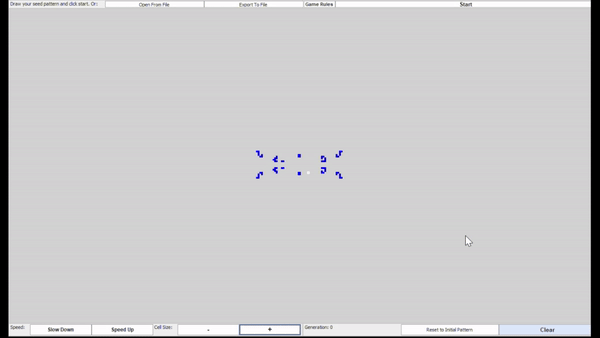 Draw your seed pattern and click start. Or: Open From File Export To File Game Rules Start
Speed: Slow Down Speed Up Cell Size: - + Generation: 0 Reset to Initial Pattern Clear